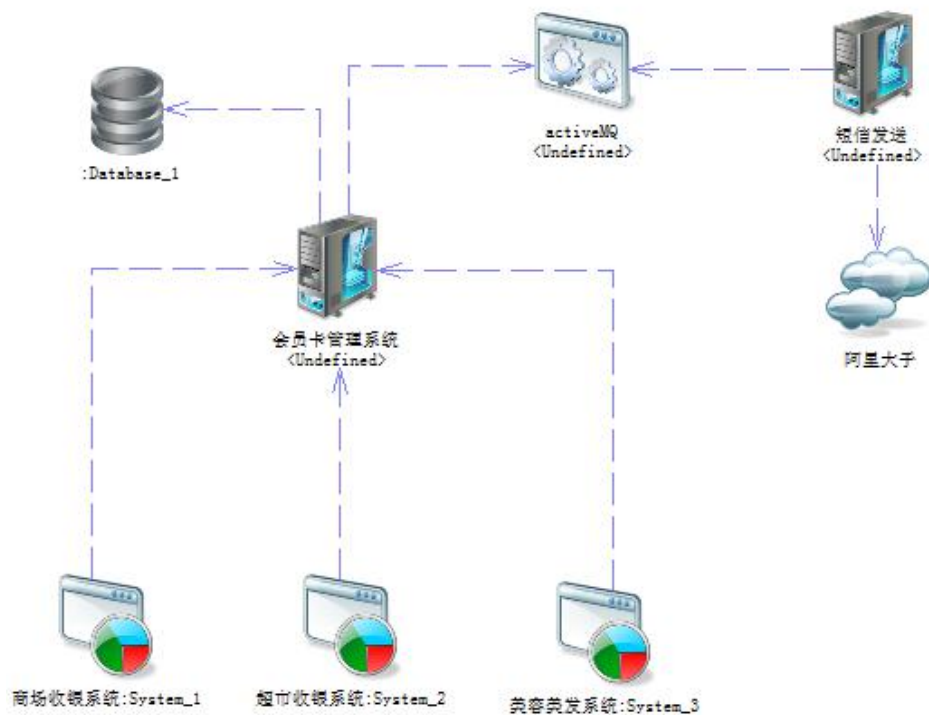 activeMQ
<Undefined>
短信发送
<Undefined>
:Database_1
会员卡管理系统
<Undefined>
阿里大于
商场收银系统:System_1
超市收银系统:System_2
美容美发系统:System_3